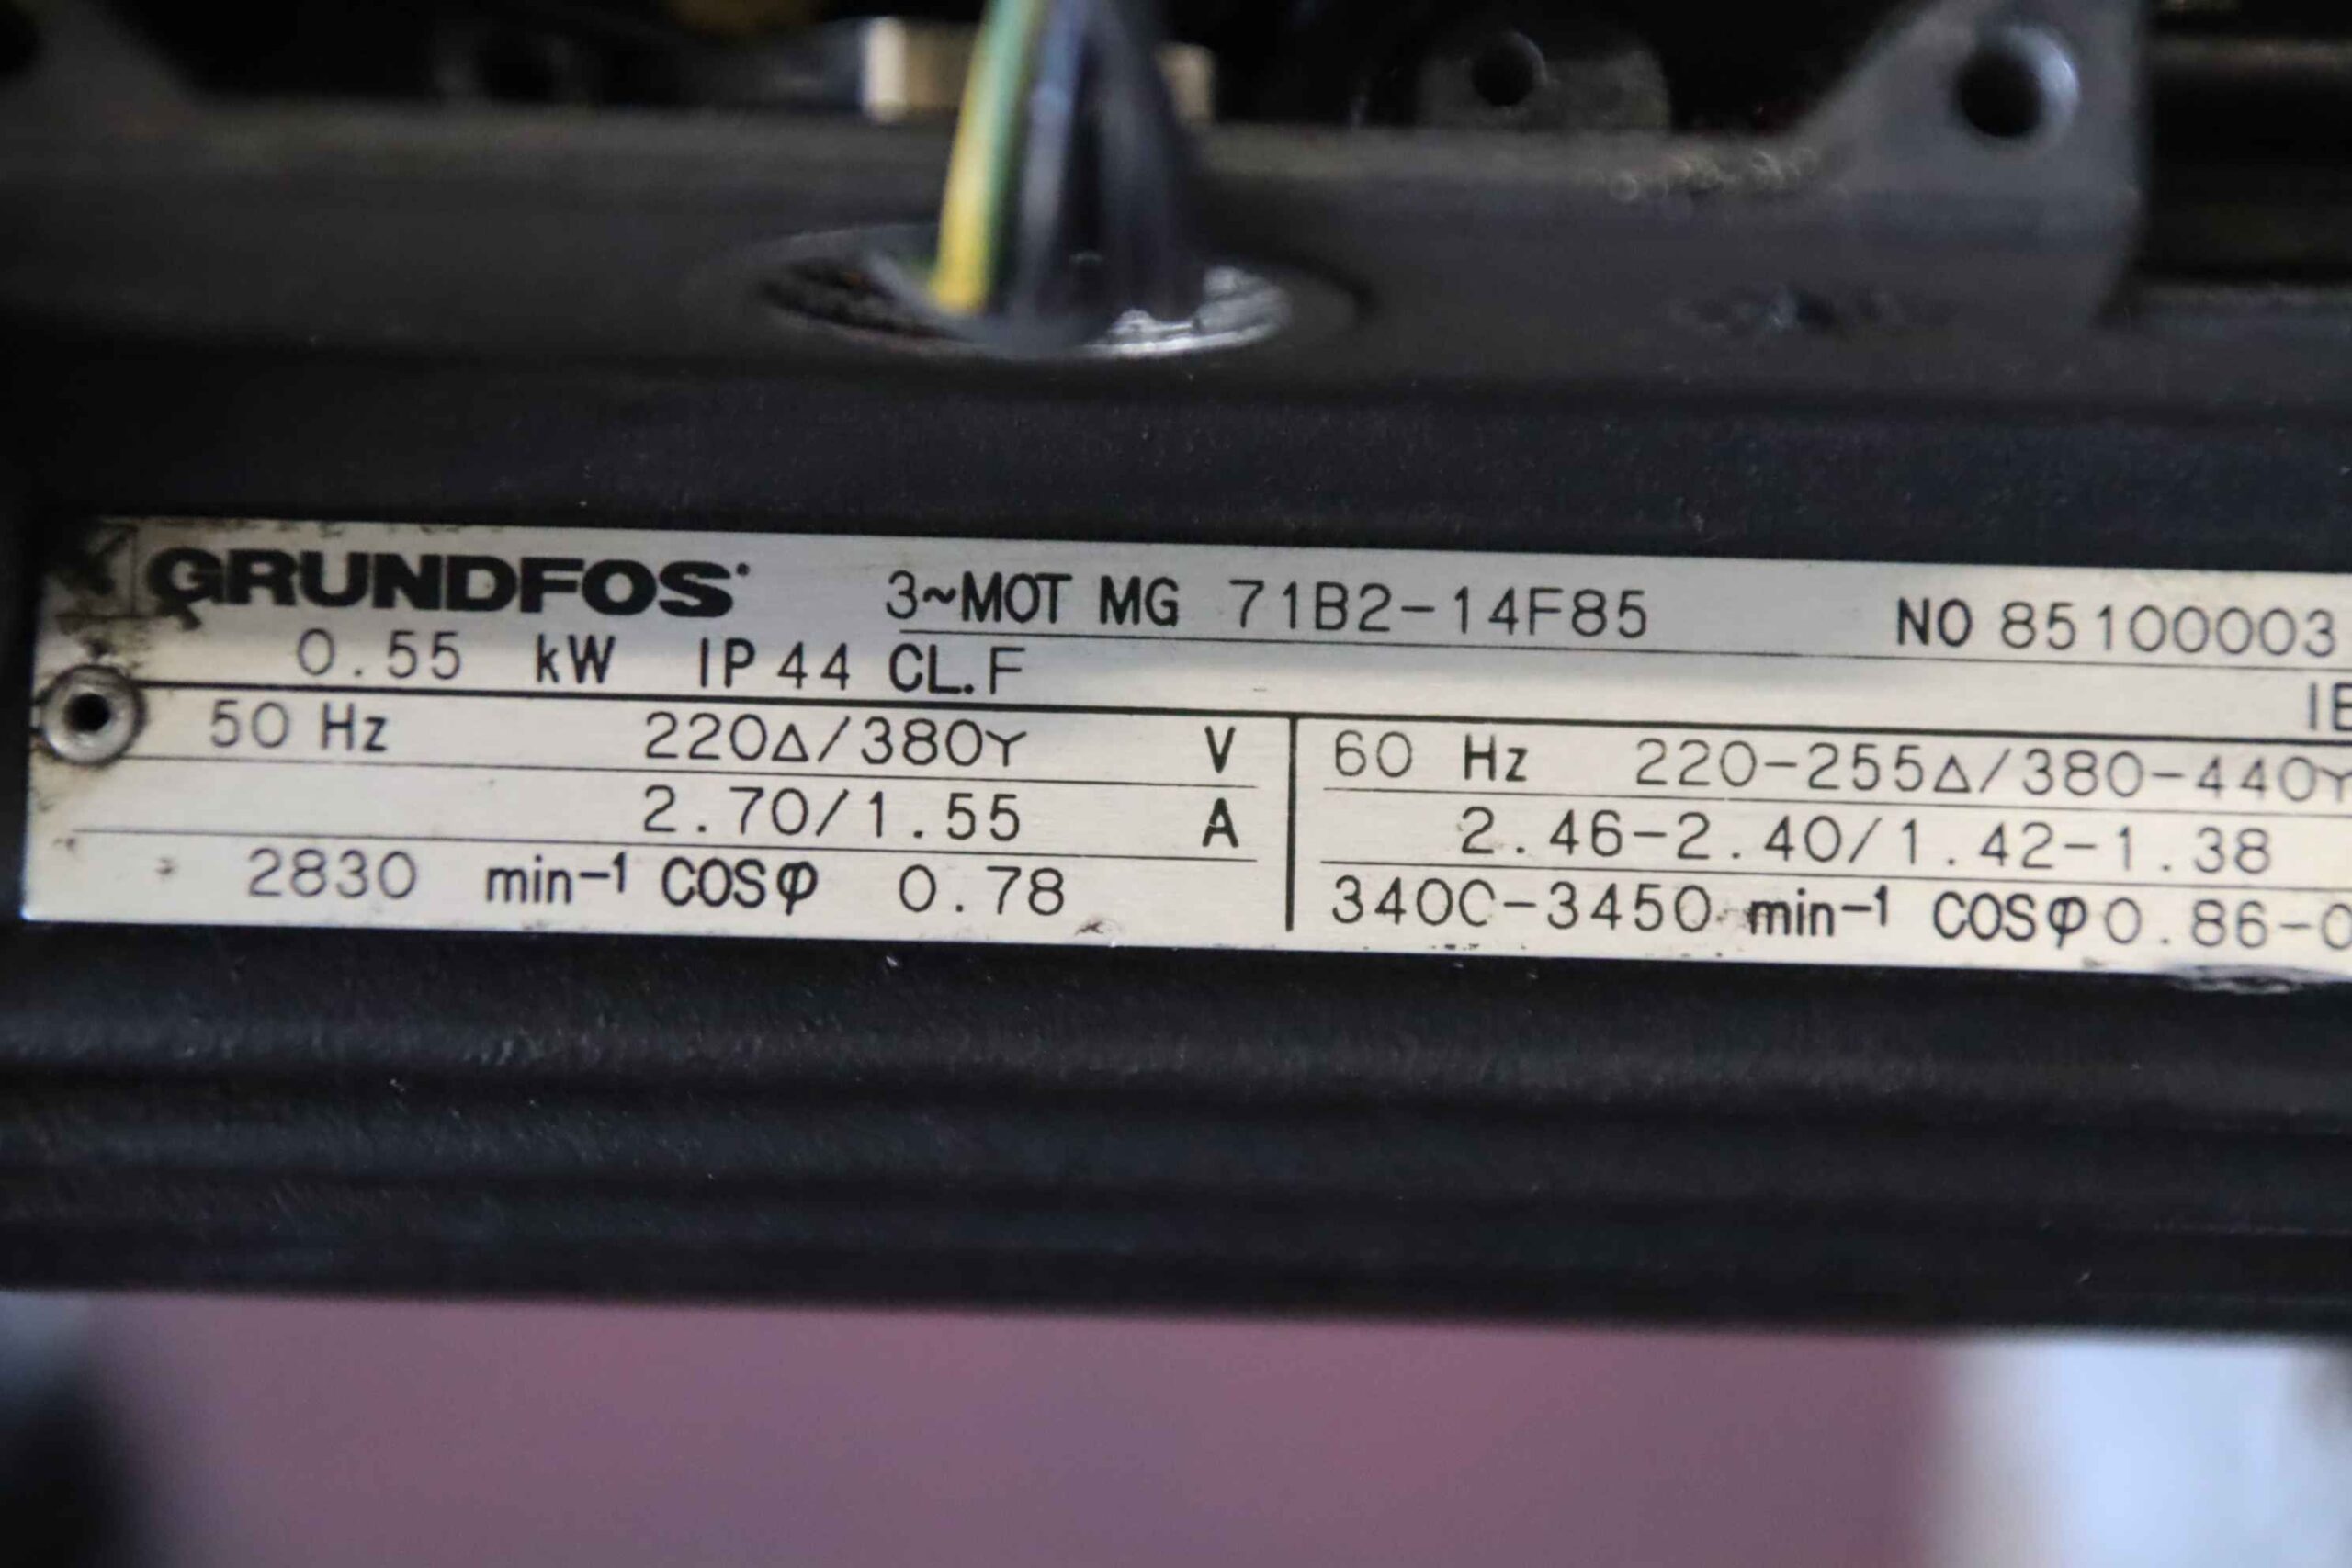 GRUNDFOS 3~MOT MG 71B2-14F85 NO 85100003
0.55 kW IP 44 CL.F
50 Hz 220Δ/380Y V
2.70/1.55 A
2830 min-1 COSφ 0.78
60 Hz 220-255Δ/380-440Y
2.46-2.40/1.42-1.38
3400-3450 min-1 COSφ 0.86-0